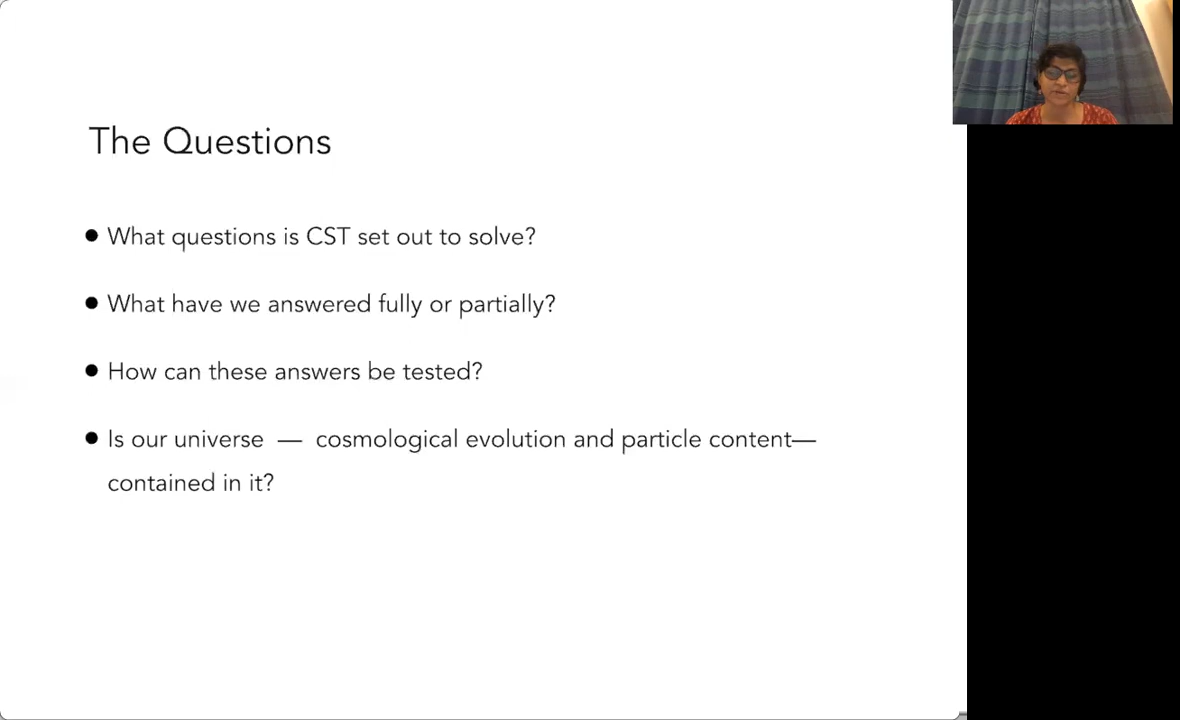 The Questions
● What questions is CST set out to solve?
● What have we answered fully or partially?
● How can these answers be tested?
● Is our universe — cosmological evolution and particle content—
contained in it?